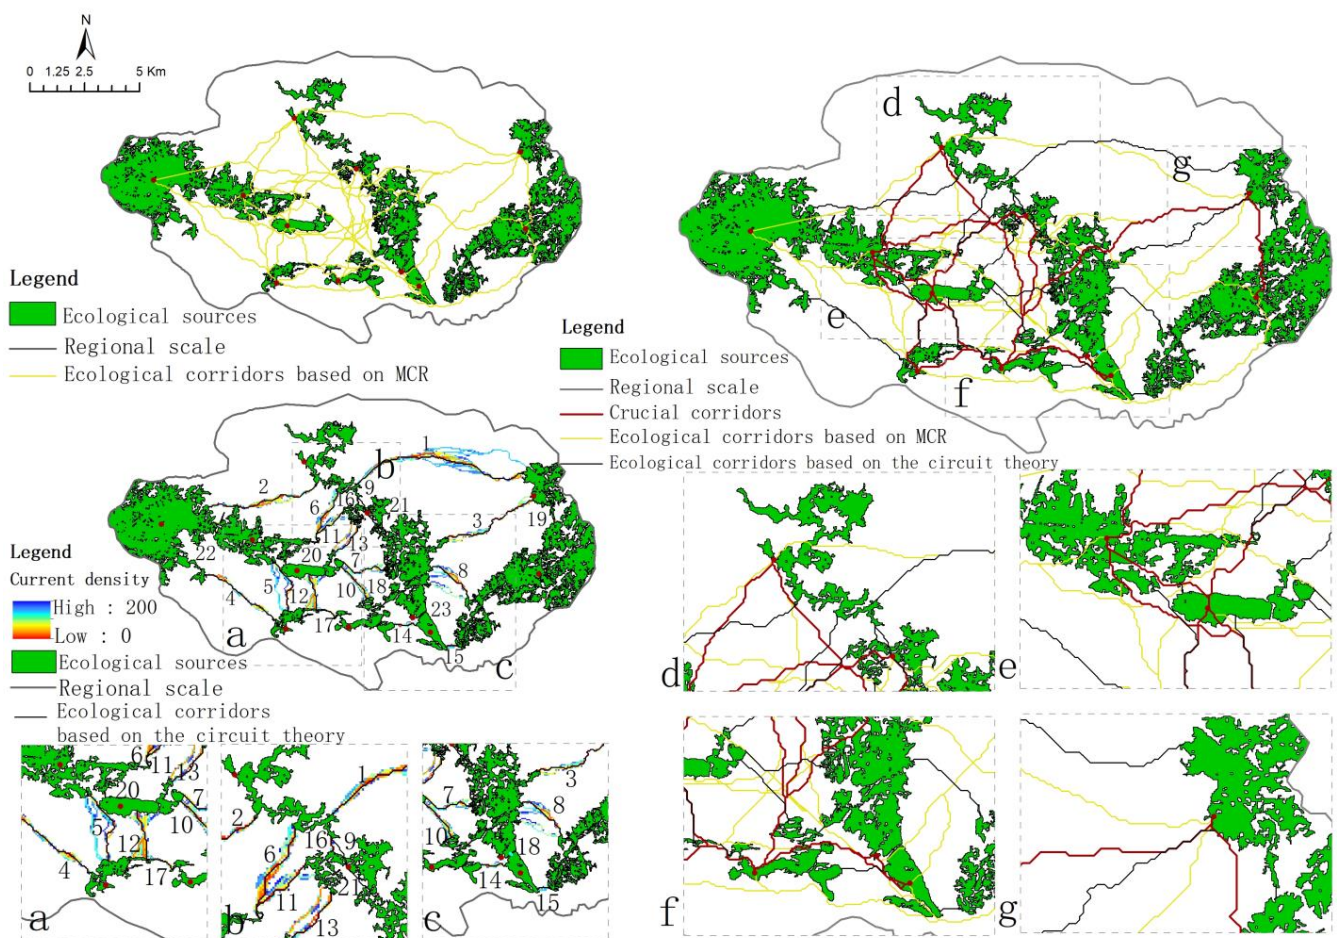 N
0 1.25 2.5 5 Km
Legend
Ecological sources
Regional scale
Ecological corridors based on MCR
1
b
2
9
16
6
21
3
19
11
13
22
20
7
8
5
10
18
4
12
23
17
a
14
15
c
Legend
Current density
High : 200
Low : 0
Ecological sources
Regional scale
Ecological corridors
based on the circuit theory
6
11
13
20
7
5
10
12
4
17
a
1
2
16
9
6
21
11
13
b
3
7
8
10
18
14
15
c
d
g
e
f
Legend
Ecological sources
Regional scale
Crucial corridors
Ecological corridors based on MCR
Ecological corridors based on the circuit theory
d
e
f
g